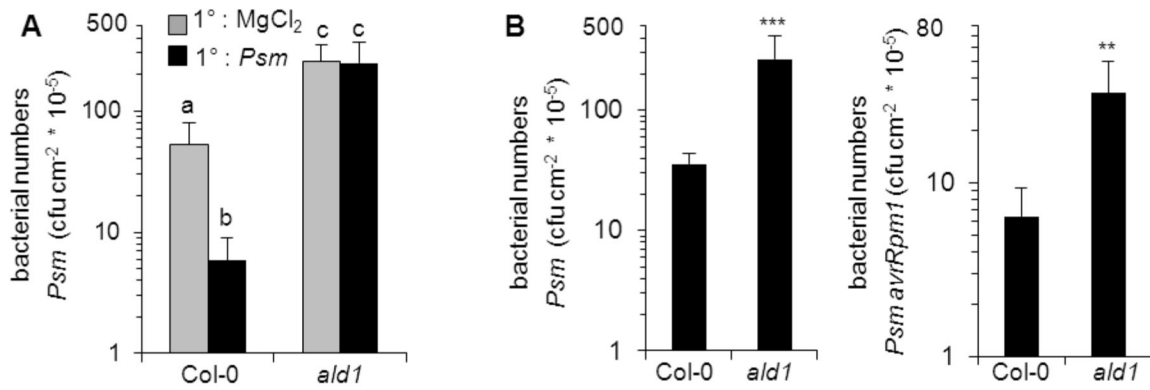 A
1° : MgCl₂
1° : Psm
bacterial numbers
Psm (cfu cm⁻² * 10⁻⁵)
500
100
10
1
a
b
c
c
Col-0
ald1
B
bacterial numbers
Psm (cfu cm⁻² * 10⁻⁵)
500
100
10
1
***
Col-0
ald1
bacterial numbers
Psm avrRpm1 (cfu cm⁻² * 10⁻⁵)
80
10
1
**
Col-0
ald1